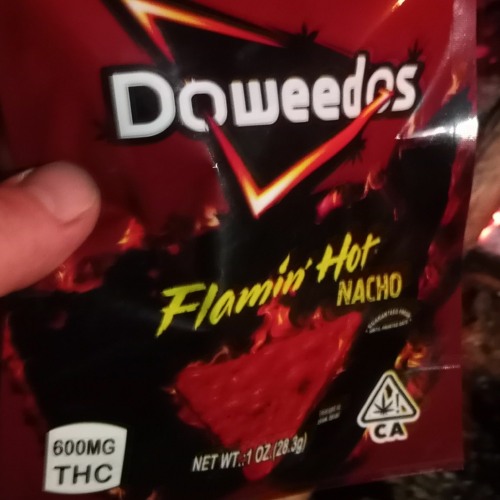 Doweedos
Flamin' Hot
NACHO
600MG
THC
NET WT.:1 OZ.(28.3g)
CA